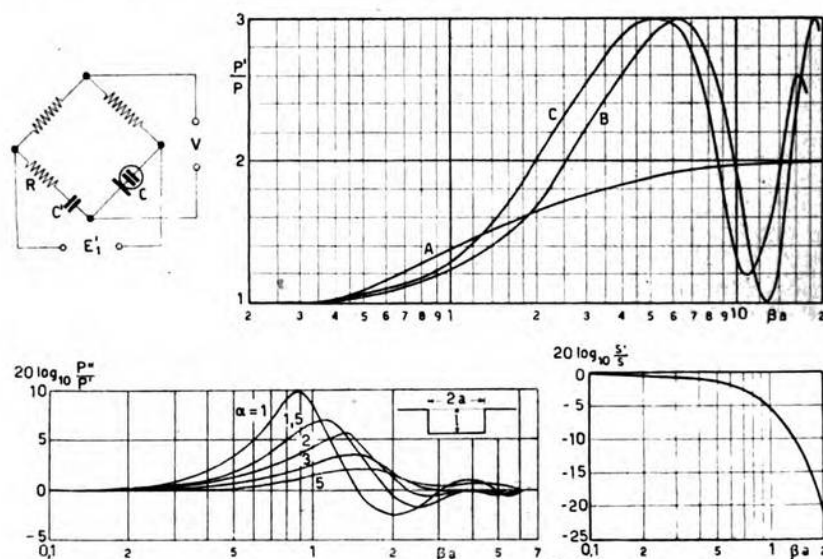 R
C'
C
V
E'₁
P'
P
3
2
1
A
B
C
.2 3 4 5 6 7 8 9 1 2 3 4 5 6 7 8 9 10 βa 2
20 log₁₀ P"/P'
10
5
0
-5
α=1
1,5
2
3
5
2a
0,1 5 1 βa 2 5 7
20 log₁₀ S'/S
0
-5
-10
-15
-20
-25
0,1 2 5 1 βa